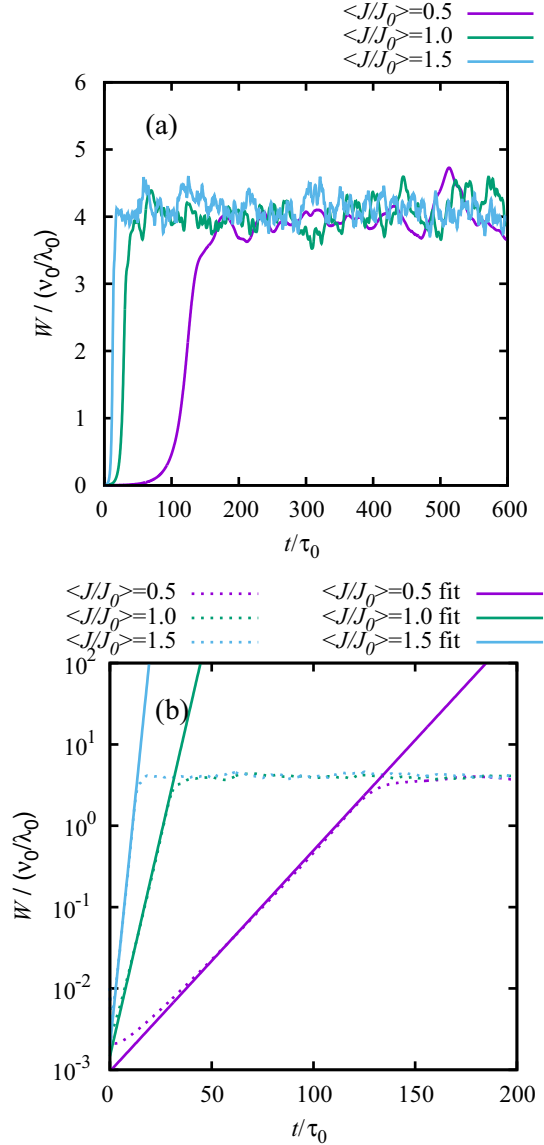 <J/J0>=0.5
<J/J0>=1.0
<J/J0>=1.5
6
(a)
5
4
W / (ν0/λ0)
3
2
1
0
0 100 200 300 400 500 600
t/τ0
<J/J0>=0.5 <J/J0>=0.5 fit
<J/J0>=1.0 <J/J0>=1.0 fit
<J/J0>=1.5 <J/J0>=1.5 fit
10^2
(b)
10^1
10^0
W / (ν0/λ0)
10^-1
10^-2
10^-3
0 50 100 150 200
t/τ0